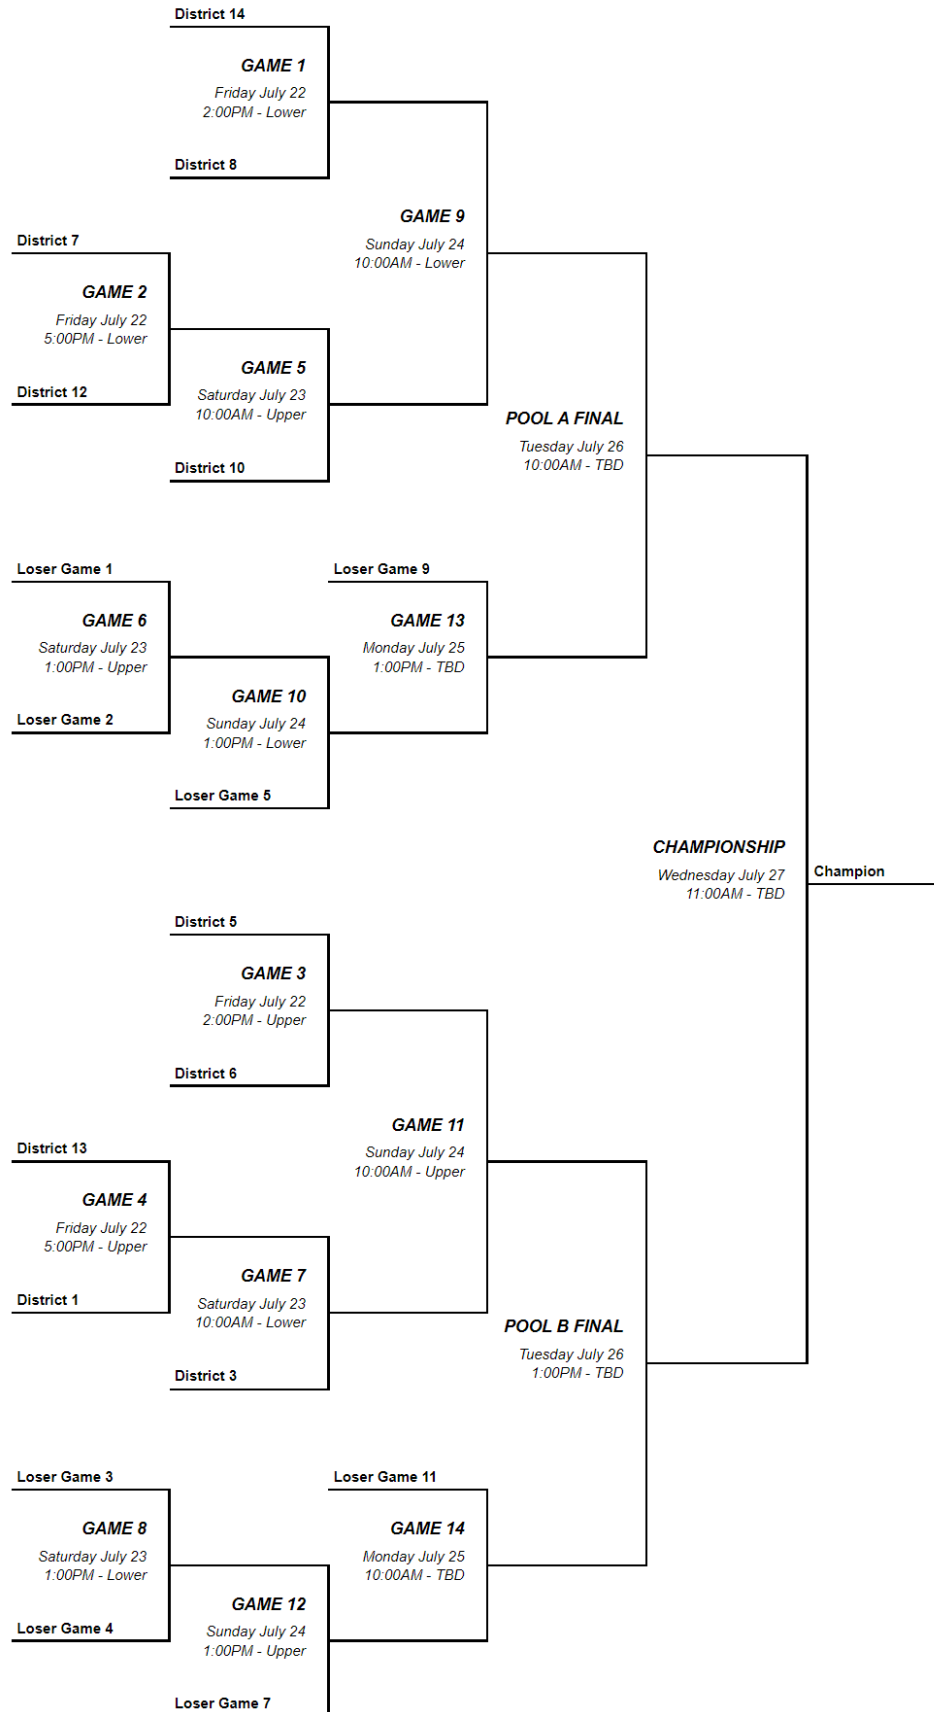 District 14
GAME 1
Friday July 22
2:00PM - Lower
District 8
GAME 9
Sunday July 24
10:00AM - Lower
District 7
GAME 2
Friday July 22
5:00PM - Lower
District 12
GAME 5
Saturday July 23
10:00AM - Upper
District 10
POOL A FINAL
Tuesday July 26
10:00AM - TBD
Loser Game 1
GAME 6
Saturday July 23
1:00PM - Upper
Loser Game 2
Loser Game 9
GAME 13
Monday July 25
1:00PM - TBD
GAME 10
Sunday July 24
1:00PM - Lower
Loser Game 5
CHAMPIONSHIP
Wednesday July 27
11:00AM - TBD
Champion
District 5
GAME 3
Friday July 22
2:00PM - Upper
District 6
GAME 11
Sunday July 24
10:00AM - Upper
District 13
GAME 4
Friday July 22
5:00PM - Upper
District 1
GAME 7
Saturday July 23
10:00AM - Lower
District 3
POOL B FINAL
Tuesday July 26
1:00PM - TBD
Loser Game 3
GAME 8
Saturday July 23
1:00PM - Lower
Loser Game 4
Loser Game 11
GAME 14
Monday July 25
10:00AM - TBD
GAME 12
Sunday July 24
1:00PM - Upper
Loser Game 7